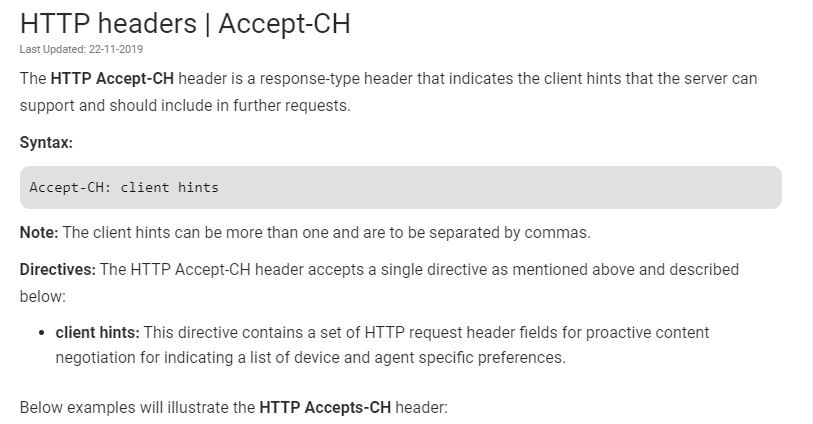 HTTP headers | Accept-CH
Last Updated: 22-11-2019
The HTTP Accept-CH header is a response-type header that indicates the client hints that the server can
support and should include in further requests.
Syntax:
Accept-CH: client hints
Note: The client hints can be more than one and are to be separated by commas.
Directives: The HTTP Accept-CH header accepts a single directive as mentioned above and described
below:
• client hints: This directive contains a set of HTTP request header fields for proactive content
negotiation for indicating a list of device and agent specific preferences.
Below examples will illustrate the HTTP Accepts-CH header: